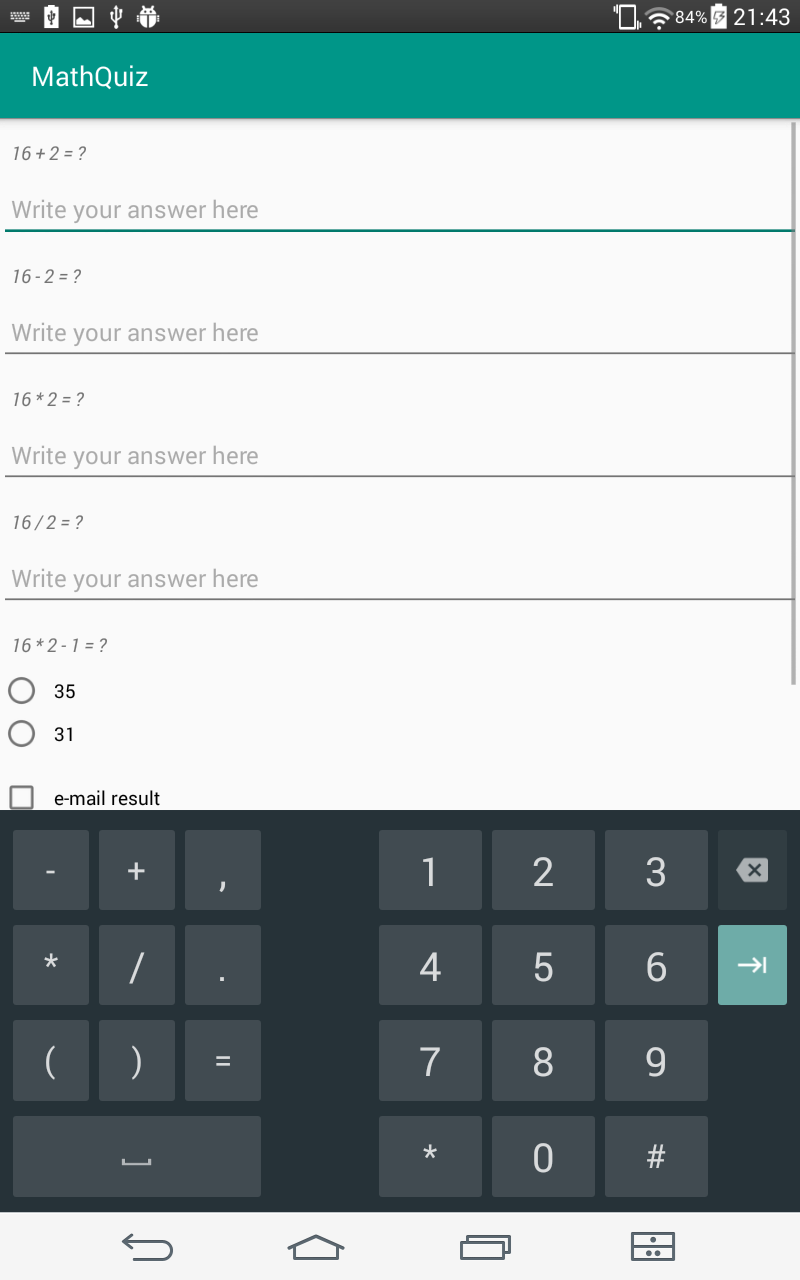 84% 21:43
MathQuiz
16 + 2 = ?
Write your answer here
16 - 2 = ?
Write your answer here
16 * 2 = ?
Write your answer here
16 / 2 = ?
Write your answer here
16 * 2 - 1 = ?
35
31
e-mail result
- + , 1 2 3
* / . 4 5 6
( ) = 7 8 9
* 0 #